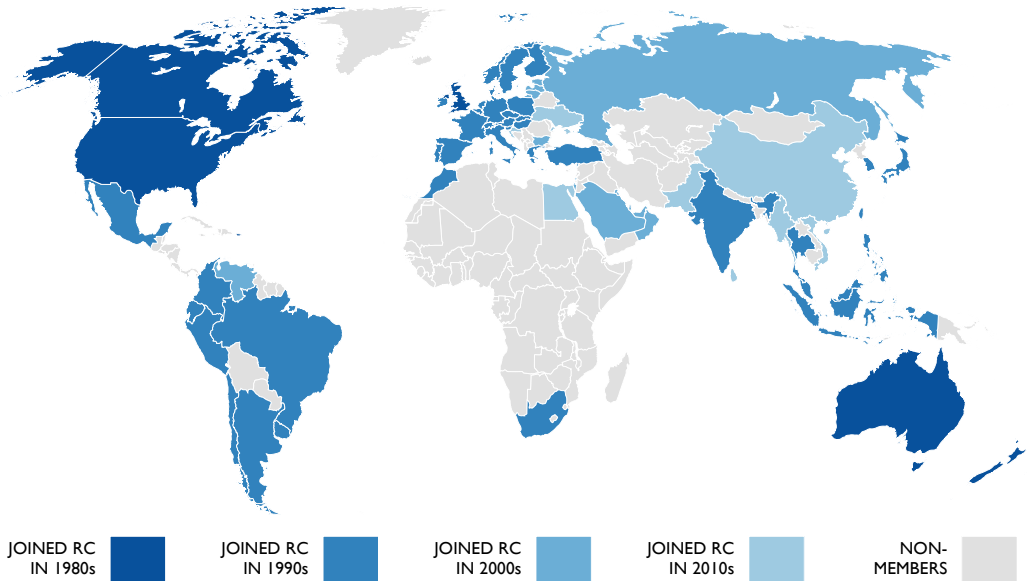 JOINED RC
IN 1980s
JOINED RC
IN 1990s
JOINED RC
IN 2000s
JOINED RC
IN 2010s
NON-
MEMBERS